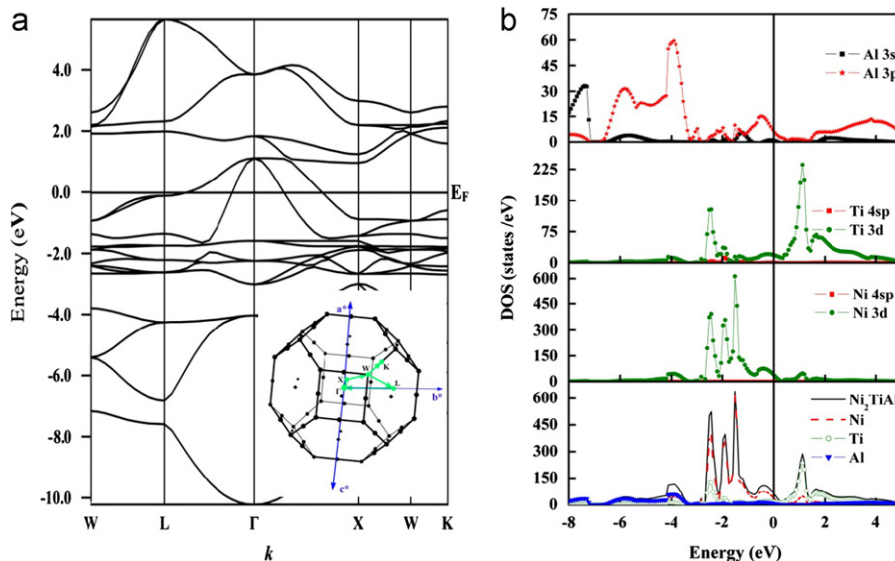 a
Energy (eV)
4.0
2.0
0.0
-2.0
-4.0
-6.0
-8.0
-10.0
E_F
W L Γ X W K
k
a*
b*
c*
X W K
Γ L
b
DOS (states /eV)
75
60
45
30
15
0
Al 3s
Al 3p
225
150
75
0
Ti 4sp
Ti 3d
600
450
300
150
0
Ni 4sp
Ni 3d
600
450
300
150
0
Ni₂TiAl
Ni
Ti
Al
-8 -6 -4 -2 0 2 4
Energy (eV)